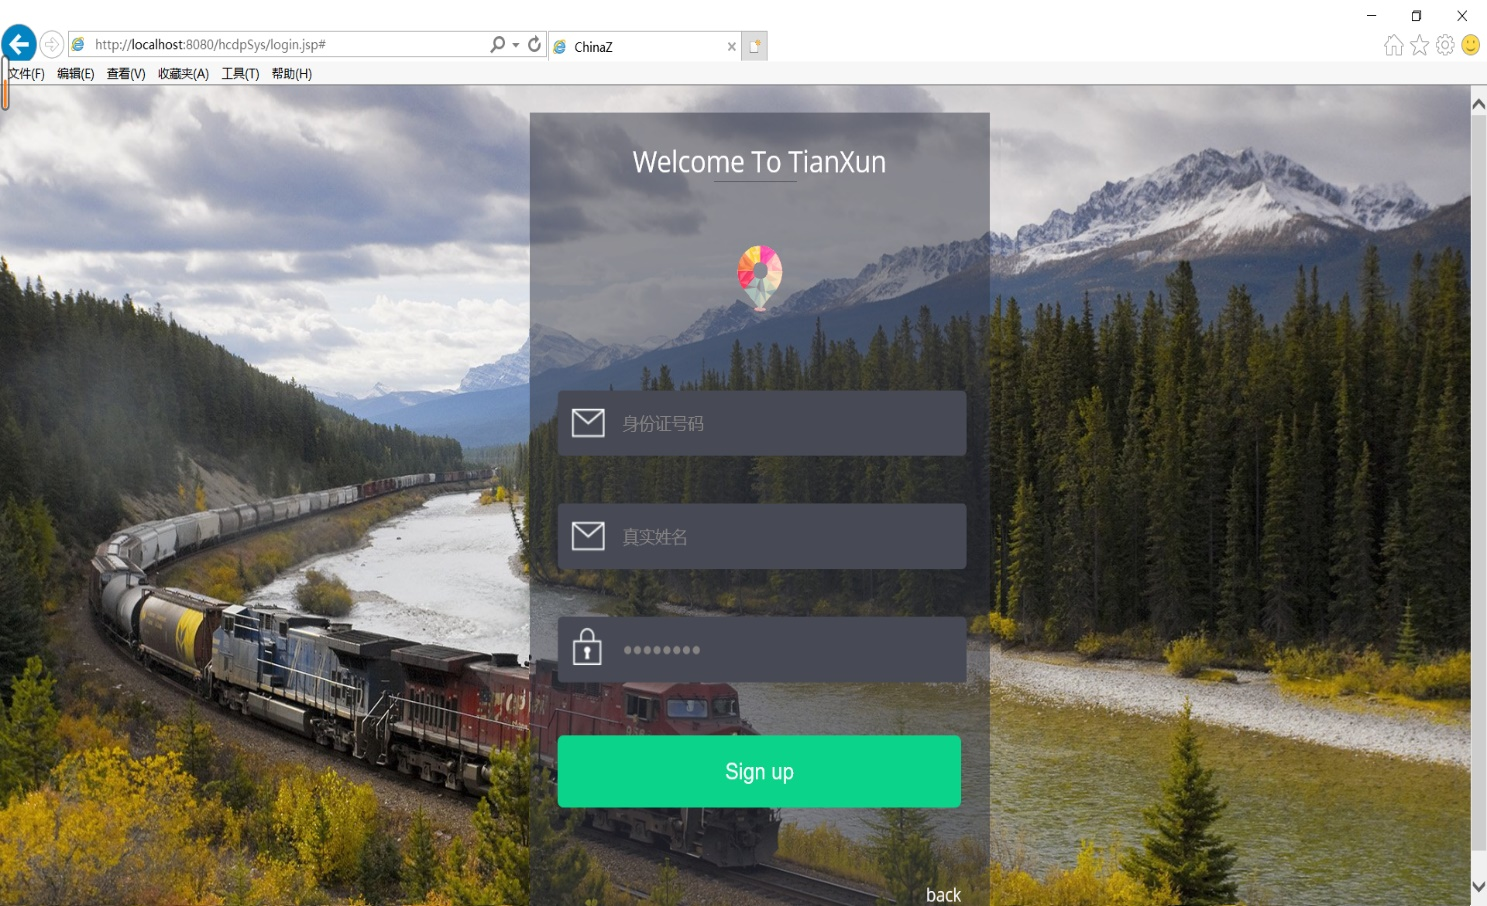 http://localhost:8080/hcdpSys/login.jsp#
ChinaZ
文件(F) 编辑(E) 查看(V) 收藏夹(A) 工具(T) 帮助(H)
Welcome To TianXun
身份证号码
真实姓名
Sign up
back